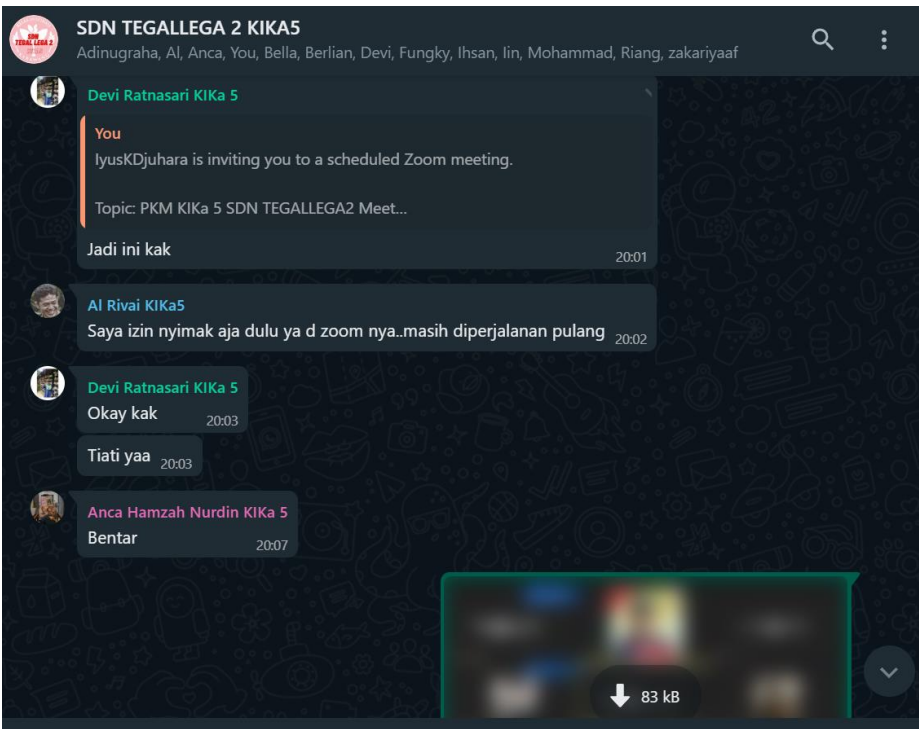 SDN TEGALLEGA 2 KIKA5
Adinugraha, Al, Anca, You, Bella, Berlian, Devi, Fungky, Ihsan, Iin, Mohammad, Riang, zakariyaaf
SDN
TEGAL LEGA 2
Devi Ratnasari KIKa 5
You
IyusKDjuhara is inviting you to a scheduled Zoom meeting.
Topic: PKM KIKa 5 SDN TEGALLEGA2 Meet...
Jadi ini kak
20:01
Al Rivai KIKa5
Saya izin nyimak aja dulu ya d zoom nya..masih diperjalanan pulang
20:02
Devi Ratnasari KIKa 5
Okay kak
20:03
Tiati yaa
20:03
Anca Hamzah Nurdin KIKa 5
Bentar
20:07
83 kB